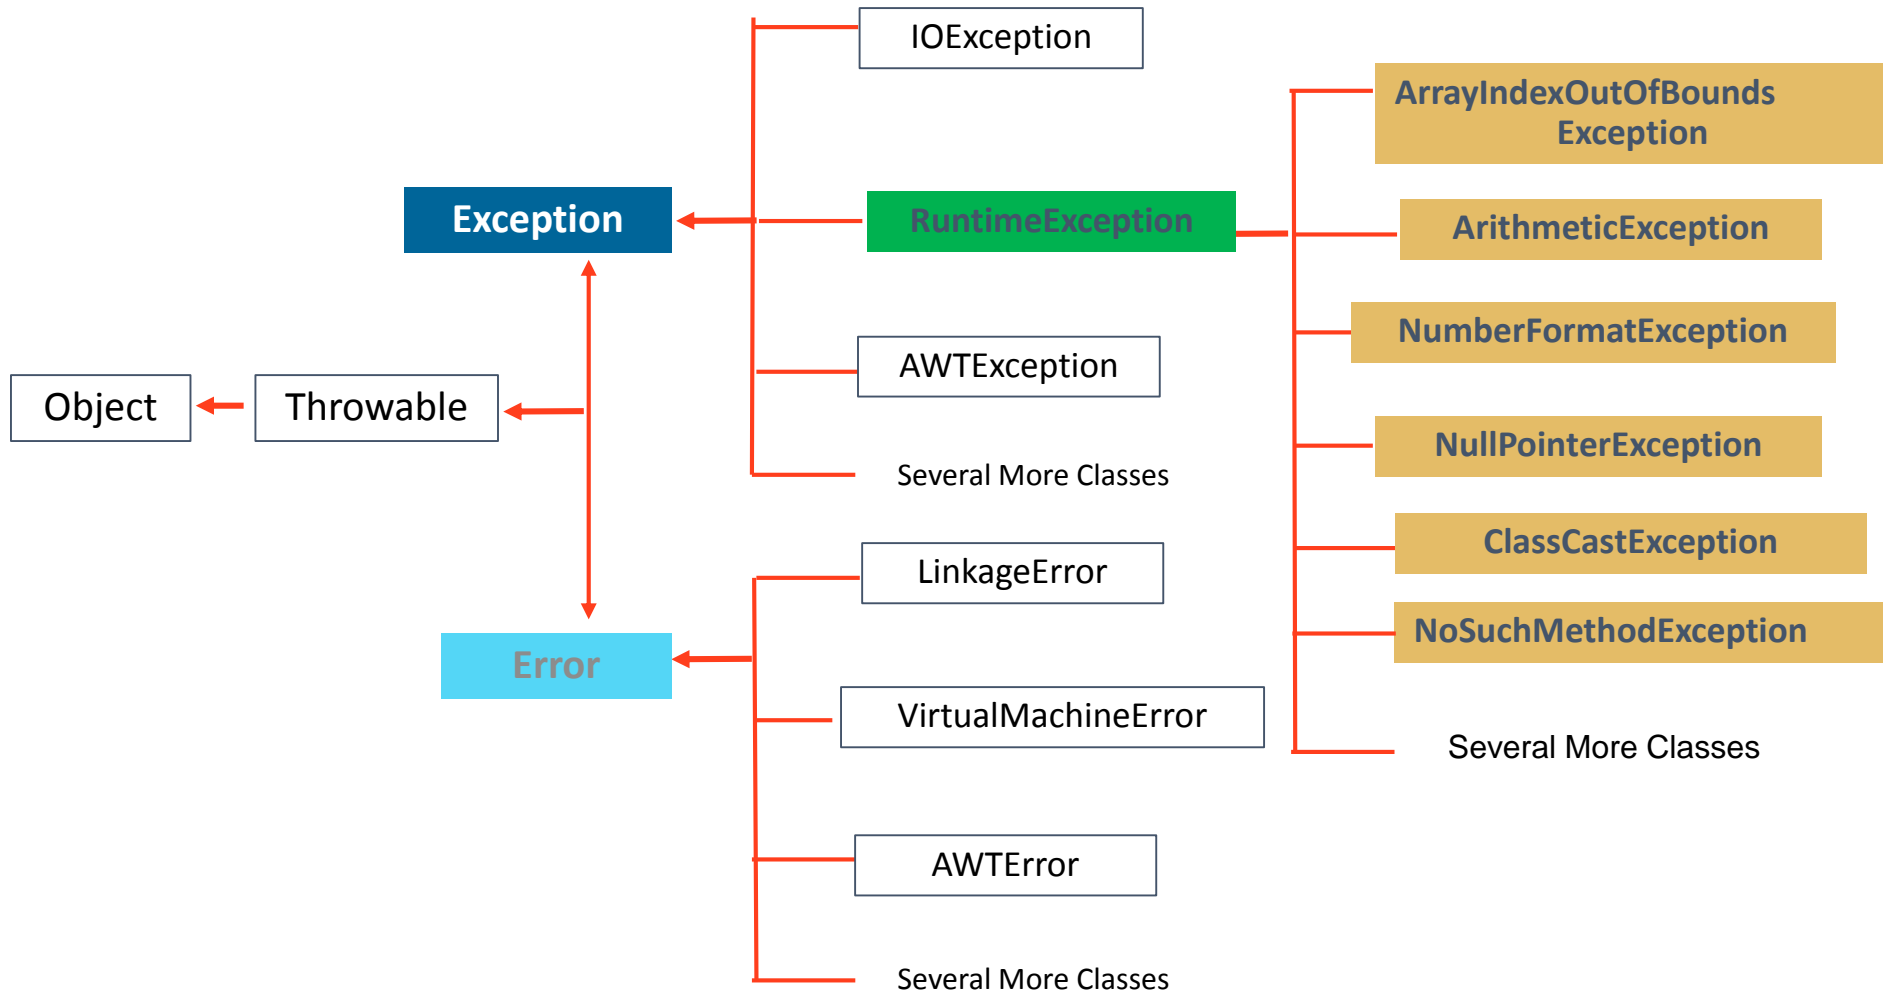 Object
Throwable
Exception
Error
IOException
RuntimeException
AWTException
Several More Classes
LinkageError
VirtualMachineError
AWTError
Several More Classes
ArrayIndexOutOfBounds
Exception
ArithmeticException
NumberFormatException
NullPointerException
ClassCastException
NoSuchMethodException
Several More Classes